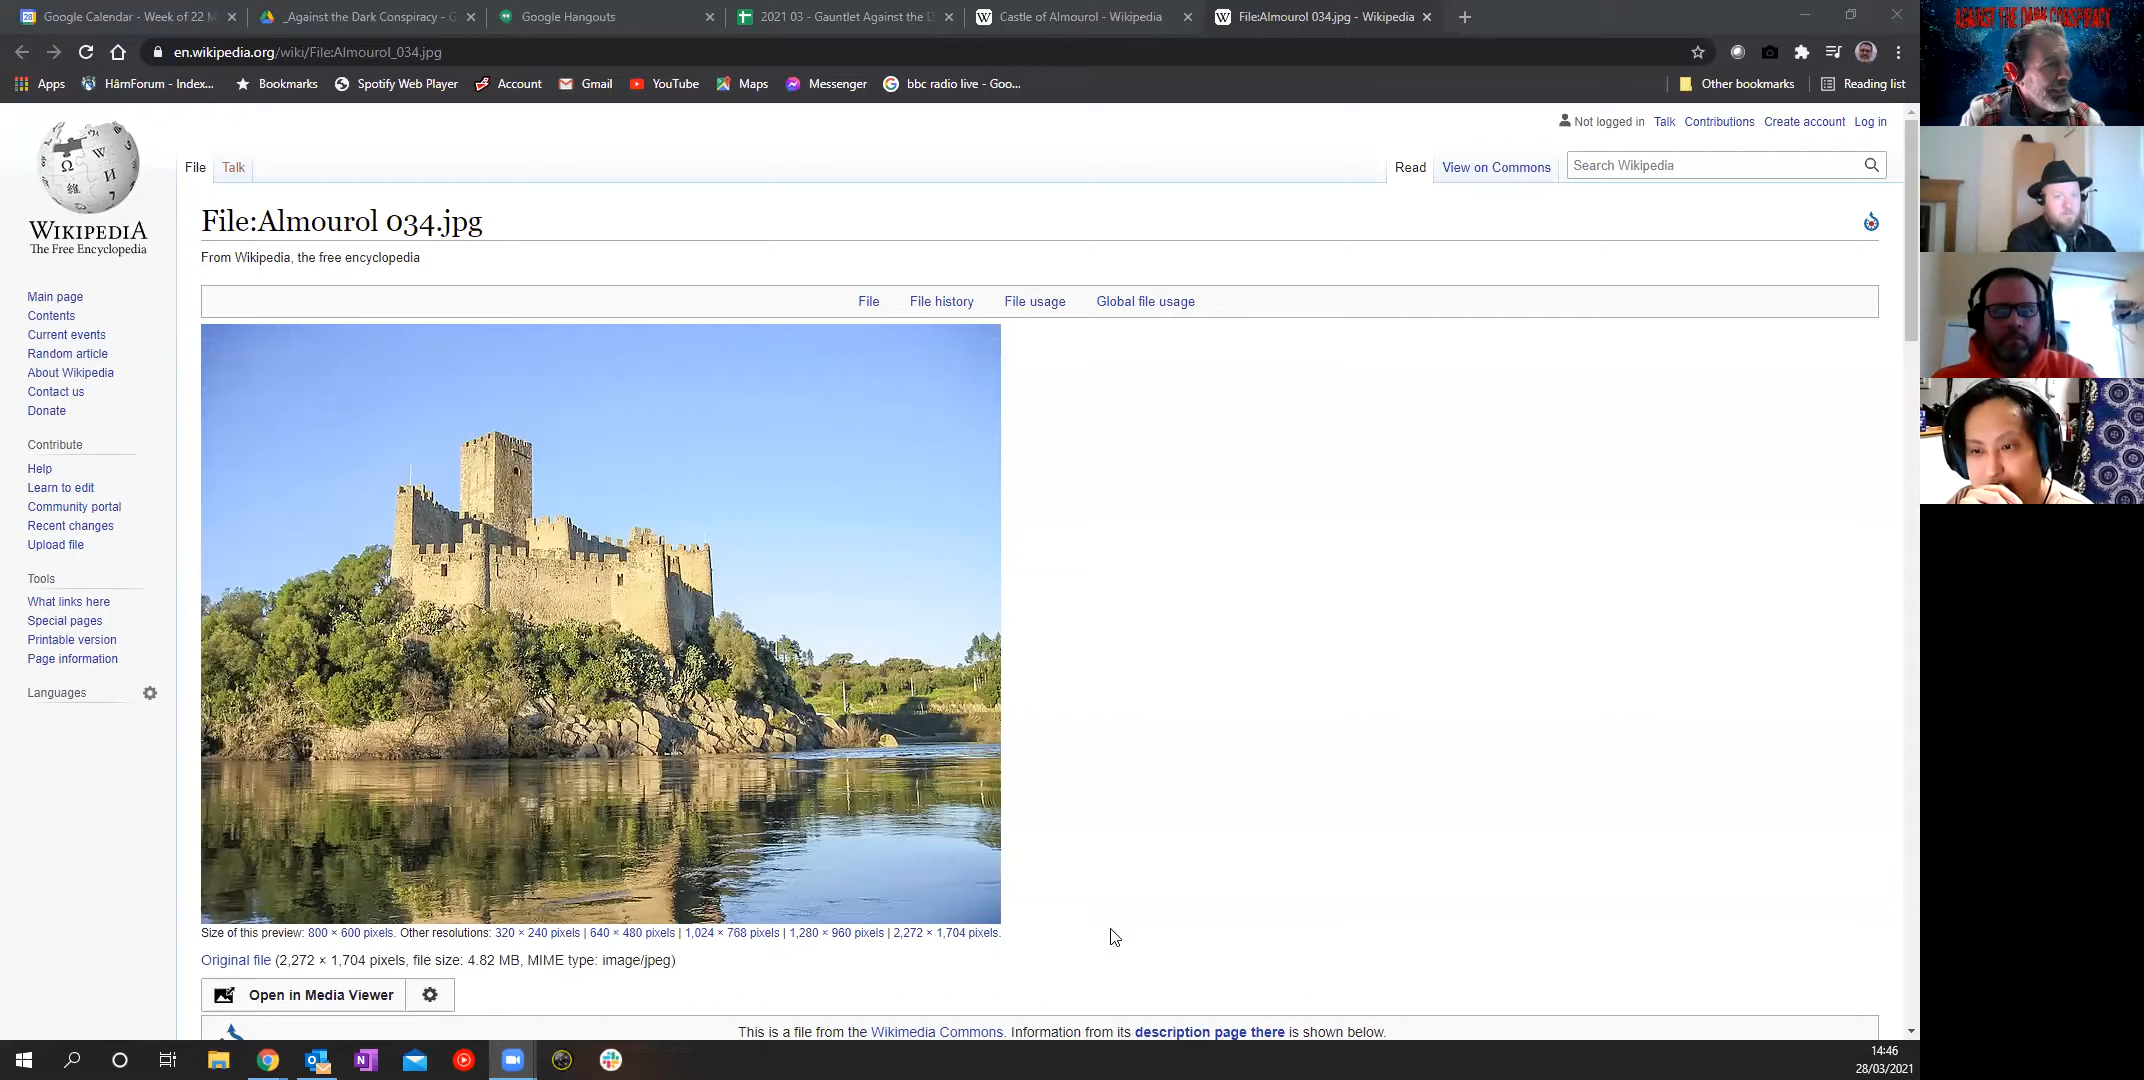 Google Calendar - Week of 22 M
_Against the Dark Conspiracy - G
Google Hangouts
2021 03 - Gauntlet Against the D
Castle of Almourol - Wikipedia
File:Almourol 034.jpg - Wikipedia
en.wikipedia.org/wiki/File:Almourol_034.jpg
Apps
HârnForum - Index...
Bookmarks
Spotify Web Player
Account
Gmail
YouTube
Maps
Messenger
bbc radio live - Goo...
Other bookmarks
Reading list
AGAINST THE DARK CONSPIRACY
Not logged in
Talk
Contributions
Create account
Log in
WIKIPEDIA
The Free Encyclopedia
File
Talk
Read
View on Commons
Search Wikipedia
File:Almourol 034.jpg
From Wikipedia, the free encyclopedia
File
File history
File usage
Global file usage
Main page
Contents
Current events
Random article
About Wikipedia
Contact us
Donate
Contribute
Help
Learn to edit
Community portal
Recent changes
Upload file
Tools
What links here
Special pages
Printable version
Page information
Languages
Size of this preview: 800 × 600 pixels. Other resolutions: 320 × 240 pixels | 640 × 480 pixels | 1,024 × 768 pixels | 1,280 × 960 pixels | 2,272 × 1,704 pixels.
Original file (2,272 × 1,704 pixels, file size: 4.82 MB, MIME type: image/jpeg)
Open in Media Viewer
This is a file from the Wikimedia Commons. Information from its description page there is shown below.
14:46
28/03/2021